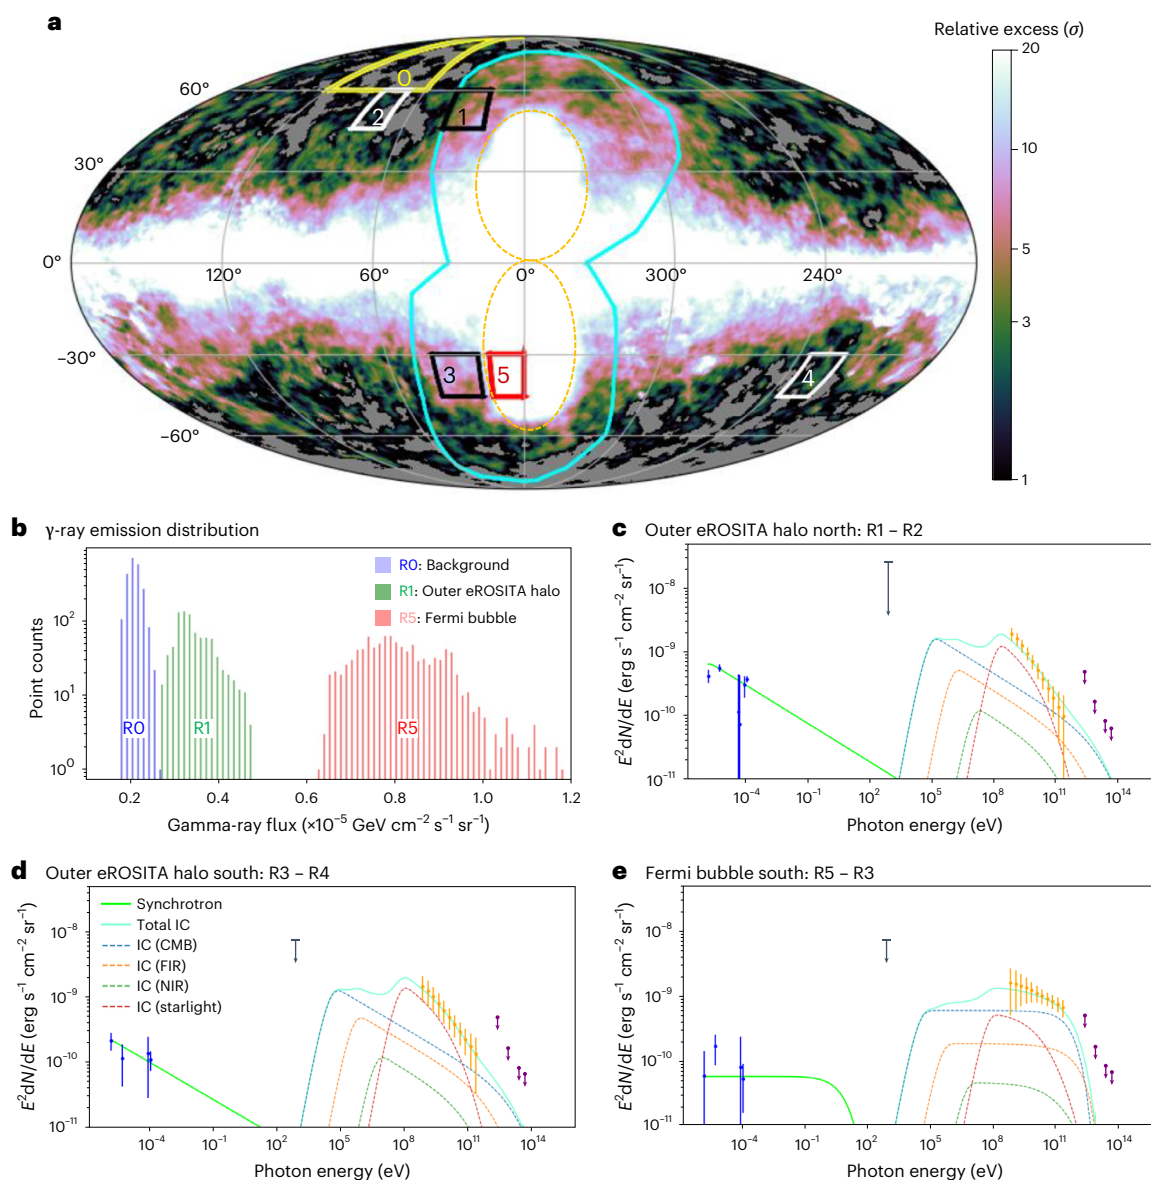 a
Relative excess (σ)
20
10
5
3
1
60°
30°
0°
−30°
−60°
120°
60°
0°
300°
240°
0
2
1
3
5
4
b γ-ray emission distribution
R0: Background
R1: Outer eROSITA halo
R5: Fermi bubble
R0
R1
R5
Point counts
10²
10¹
10⁰
0.2 0.4 0.6 0.8 1.0 1.2
Gamma-ray flux (×10⁻⁵ GeV cm⁻² s⁻¹ sr⁻¹)
c Outer eROSITA halo north: R1 – R2
E²dN/dE (erg s⁻¹ cm⁻² sr⁻¹)
10⁻⁸
10⁻⁹
10⁻¹⁰
10⁻¹¹
10⁻⁴ 10⁻¹ 10² 10⁵ 10⁸ 10¹¹ 10¹⁴
Photon energy (eV)
d Outer eROSITA halo south: R3 – R4
Synchrotron
Total IC
IC (CMB)
IC (FIR)
IC (NIR)
IC (starlight)
E²dN/dE (erg s⁻¹ cm⁻² sr⁻¹)
10⁻⁸
10⁻⁹
10⁻¹⁰
10⁻¹¹
10⁻⁴ 10⁻¹ 10² 10⁵ 10⁸ 10¹¹ 10¹⁴
Photon energy (eV)
e Fermi bubble south: R5 – R3
E²dN/dE (erg s⁻¹ cm⁻² sr⁻¹)
10⁻⁸
10⁻⁹
10⁻¹⁰
10⁻¹¹
10⁻⁴ 10⁻¹ 10² 10⁵ 10⁸ 10¹¹ 10¹⁴
Photon energy (eV)